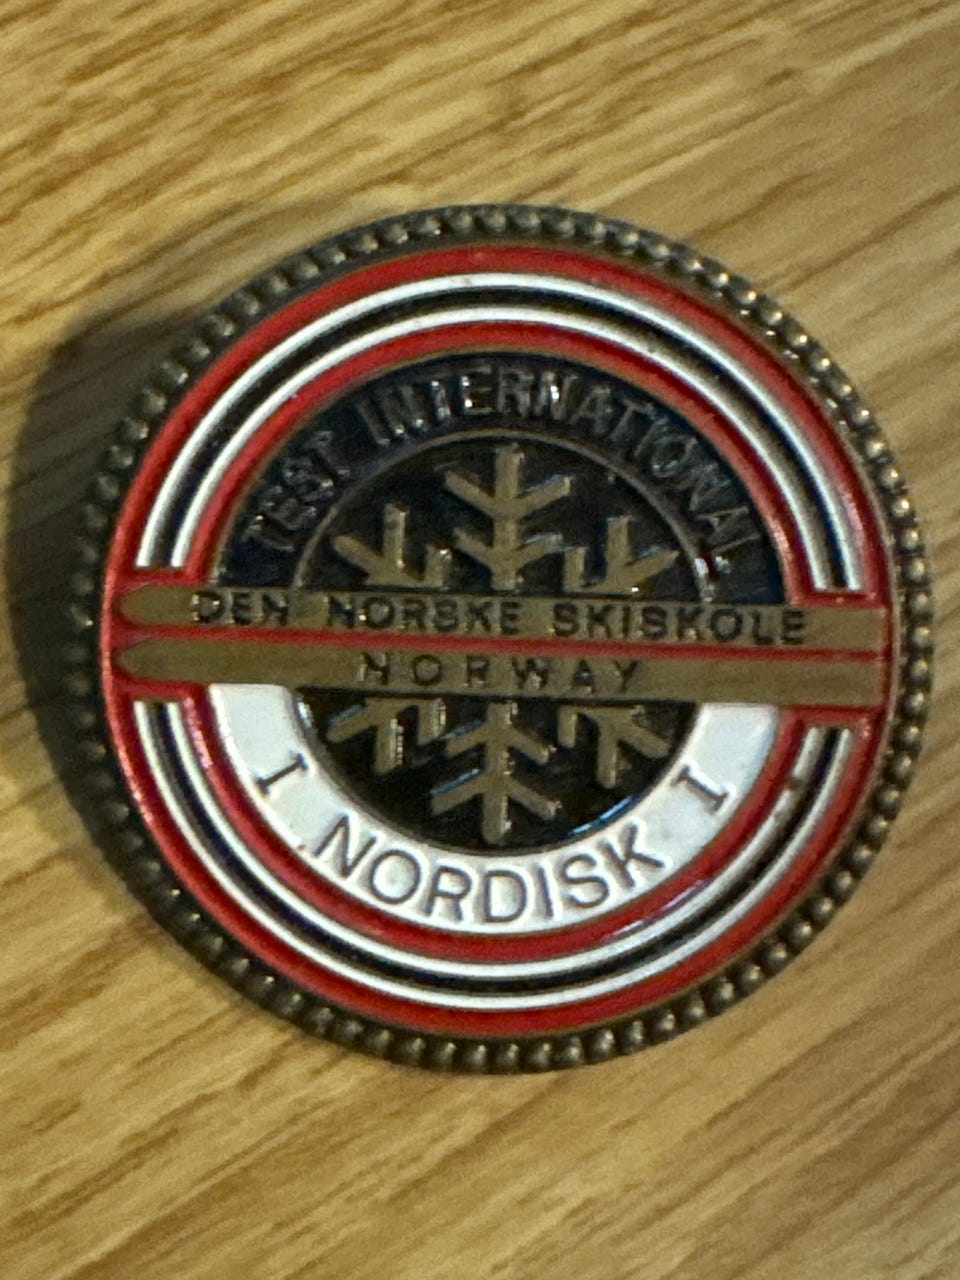 TEST INTERNATIONAL
DEN NORSKE SKISKOLE
NORWAY
I NORDISK I